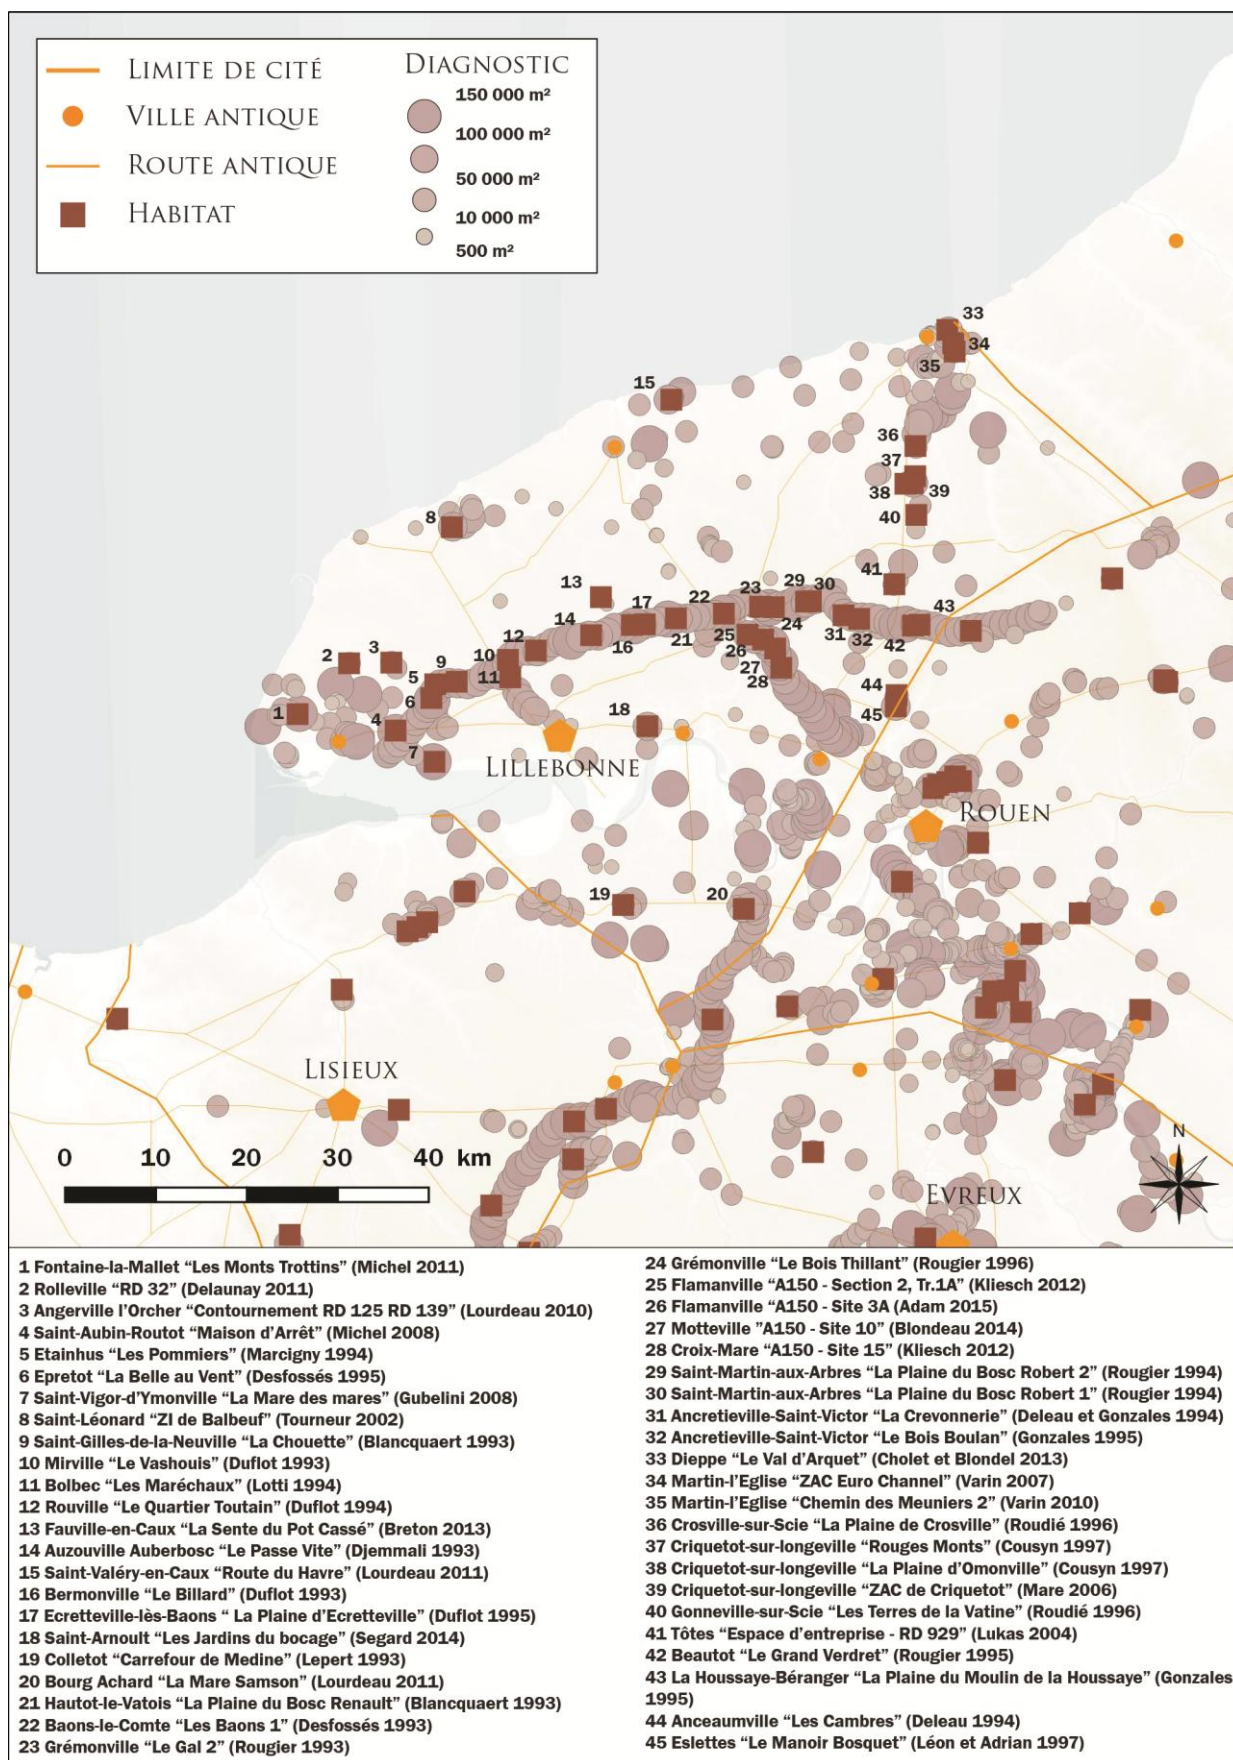 LIMITE DE CITÉ
VILLE ANTIQUE
ROUTE ANTIQUE
HABITAT
DIAGNOSTIC
150 000 m²
100 000 m²
50 000 m²
10 000 m²
500 m²
33
34
35
15
36
37
38
39
40
8
41
13
23
29
30
22
17
14
43
12
16
21
25
24
31
32
42
2
3
9
10
26
5
11
27
28
6
44
1
4
18
45
7
LILLEBONNE
ROUEN
19
20
LISIEUX
0 10 20 30 40 km
N
EVREUX
1 Fontaine-la-Mallet “Les Monts Trottins” (Michel 2011)
2 Rolleville “RD 32” (Delaunay 2011)
3 Angerville l’Orcher “Contournement RD 125 RD 139” (Lourdeau 2010)
4 Saint-Aubin-Routot “Maison d’Arrêt” (Michel 2008)
5 Etainhus “Les Pommiers” (Marcigny 1994)
6 Epretot “La Belle au Vent” (Desfossés 1995)
7 Saint-Vigor-d’Ymonville “La Mare des mares” (Gubelini 2008)
8 Saint-Léonard “ZI de Balbeuf” (Tourneur 2002)
9 Saint-Gilles-de-la-Neuville “La Chouette” (Blancquaert 1993)
10 Mirville “Le Vashouis” (Duflot 1993)
11 Bolbec “Les Maréchaux” (Lotti 1994)
12 Rouville “Le Quartier Toutain” (Duflot 1994)
13 Fauville-en-Caux “La Sente du Pot Cassé” (Breton 2013)
14 Auzouville Auberbosc “Le Passe Vite” (Djemmali 1993)
15 Saint-Valéry-en-Caux “Route du Havre” (Lourdeau 2011)
16 Bermonville “Le Billard” (Duflot 1993)
17 Ecretteville-lès-Baons “ La Plaine d’Ecretteville” (Duflot 1995)
18 Saint-Arnoult “Les Jardins du bocage” (Segard 2014)
19 Colletot “Carrefour de Medine” (Lepert 1993)
20 Bourg Achard “La Mare Samson” (Lourdeau 2011)
21 Hautot-le-Vatois “La Plaine du Bosc Renault” (Blancquaert 1993)
22 Baons-le-Comte “Les Baons 1” (Desfossés 1993)
23 Grémonville “Le Gal 2” (Rougier 1993)
24 Grémonville “Le Bois Thillant” (Rougier 1996)
25 Flamanville “A150 - Section 2, Tr.1A” (Kliesch 2012)
26 Flamanville “A150 - Site 3A (Adam 2015)
27 Motteville ”A150 - Site 10” (Blondeau 2014)
28 Croix-Mare “A150 - Site 15” (Kliesch 2012)
29 Saint-Martin-aux-Arbres “La Plaine du Bosc Robert 2” (Rougier 1994)
30 Saint-Martin-aux-Arbres “La Plaine du Bosc Robert 1” (Rougier 1994)
31 Ancretieville-Saint-Victor “La Crevonnerie” (Deleau et Gonzales 1994)
32 Ancretieville-Saint-Victor “Le Bois Boulan” (Gonzales 1995)
33 Dieppe “Le Val d’Arquet” (Cholet et Blondel 2013)
34 Martin-l’Eglise “ZAC Euro Channel” (Varin 2007)
35 Martin-l’Eglise “Chemin des Meuniers 2” (Varin 2010)
36 Crosville-sur-Scie “La Plaine de Crosville” (Roudié 1996)
37 Criquetot-sur-longeville “Rouges Monts” (Cousyn 1997)
38 Criquetot-sur-longeville “La Plaine d’Omonville” (Cousyn 1997)
39 Criquetot-sur-longeville “ZAC de Criquetot” (Mare 2006)
40 Gonneville-sur-Scie “Les Terres de la Vatine” (Roudié 1996)
41 Tôtes “Espace d’entreprise - RD 929” (Lukas 2004)
42 Beautot “Le Grand Verdret” (Rougier 1995)
43 La Houssaye-Béranger “La Plaine du Moulin de la Houssaye” (Gonzales
1995)
44 Anceaumville “Les Cambres” (Deleau 1994)
45 Eslettes “Le Manoir Bosquet” (Léon et Adrian 1997)